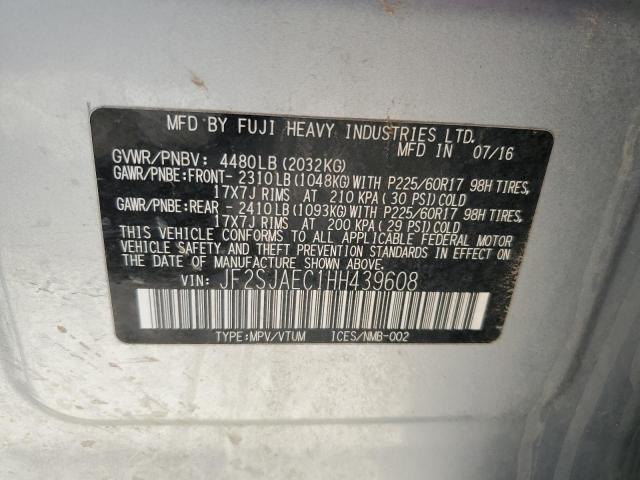 MFD BY FUJI HEAVY INDUSTRIES LTD.
MFD IN 07/16
GVWR/PNBV: 4480LB(2032KG)
GAWR/PNBE:FRONT- 2310LB(1048KG)WITH P225/60R17 98H TIRES,
17X7J RIMS AT 210 KPA( 30 PSI)COLD
GAWR/PNBE:REAR - 2410LB(1093KG)WITH P225/60R17 98H TIRES,
17X7J RIMS AT 200 KPA( 29 PSI)COLD
THIS VEHICLE CONFORMS TO ALL APPLICABLE FEDERAL MOTOR
VEHICLE SAFETY AND THEFT PREVENTION STANDARDS IN EFFECT ON
THE DATE OF MANUFACTURE SHOWN ABOVE.
VIN: JF2SJAEC1HH439608
TYPE:MPV/VTUM ICES/NMB-002